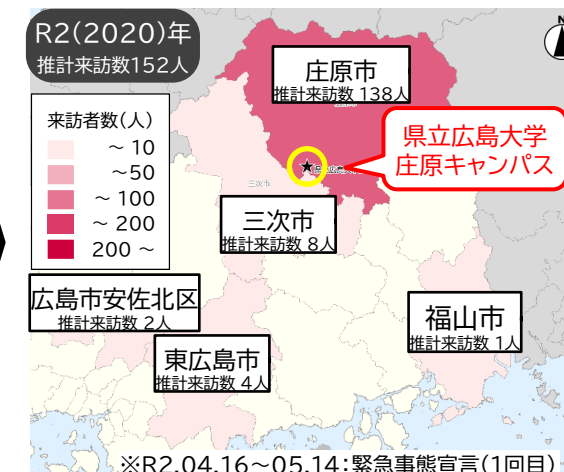 R2(2020)年
推計来訪数152人
N
庄原市
推計来訪数 138人
来訪者数(人)
～ 10
～50
～ 100
～ 200
200 ～
県立広島大学
庄原キャンパス
三次市
三次市
推計来訪数 8人
広島市安佐北区
推計来訪数 2人
福山市
推計来訪数 1人
東広島市
推計来訪数 4人
※R2.04.16～05.14:緊急事態宣言(1回目)